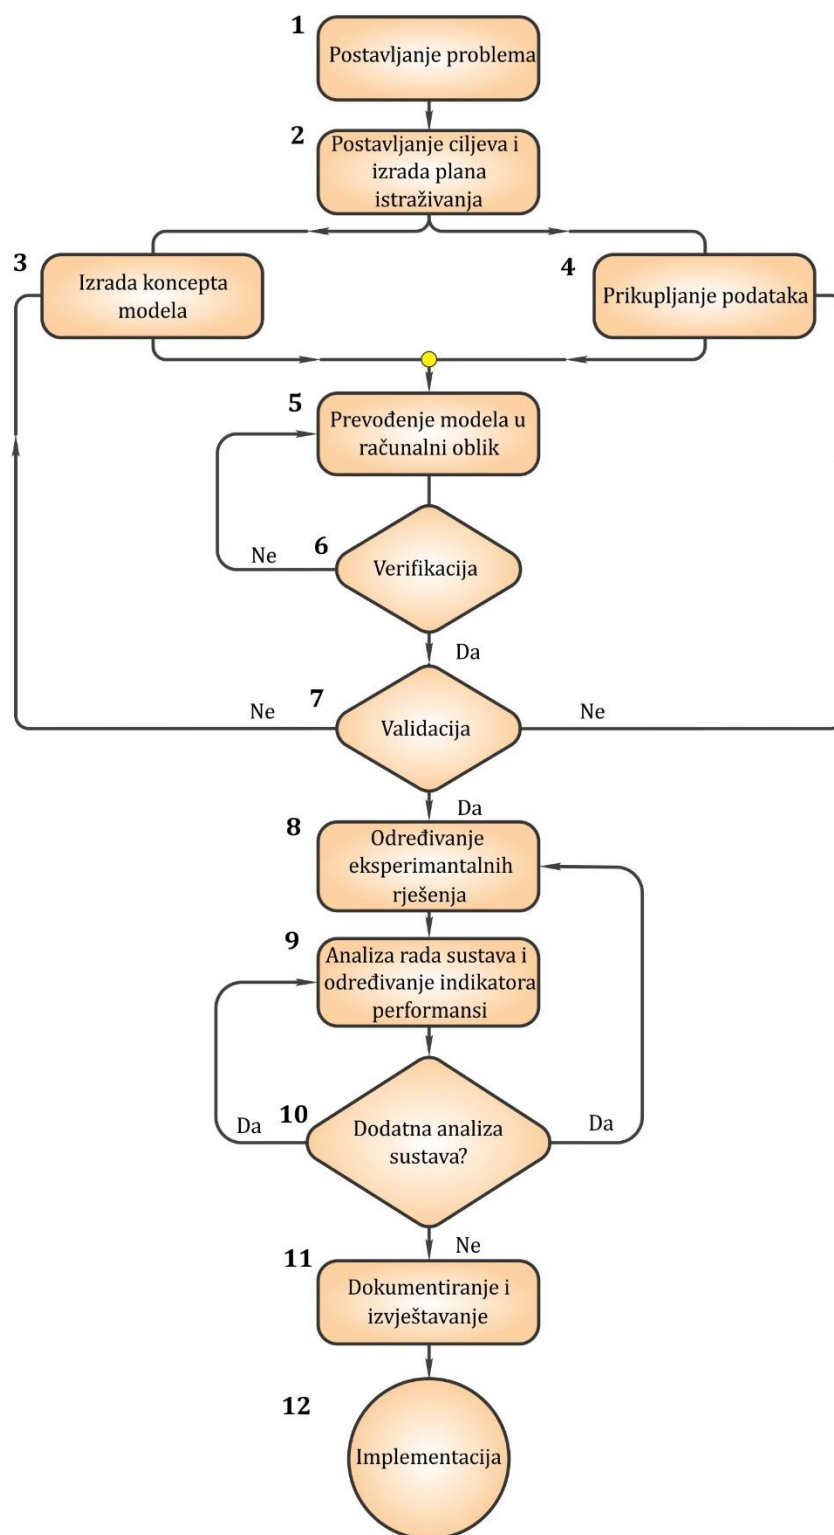 1
Postavljanje problema
2
Postavljanje ciljeva i
izrada plana
istraživanja
3
Izrada koncepta
modela
4
Prikupljanje podataka
5
Prevođenje modela u
računalni oblik
6
Verifikacija
Ne
Da
7
Validacija
Ne
Ne
Da
8
Određivanje
eksperimantalnih
rješenja
9
Analiza rada sustava i
određivanje indikatora
performansi
10
Dodatna analiza
sustava?
Da
Da
Ne
11
Dokumentiranje i
izvještavanje
12
Implementacija